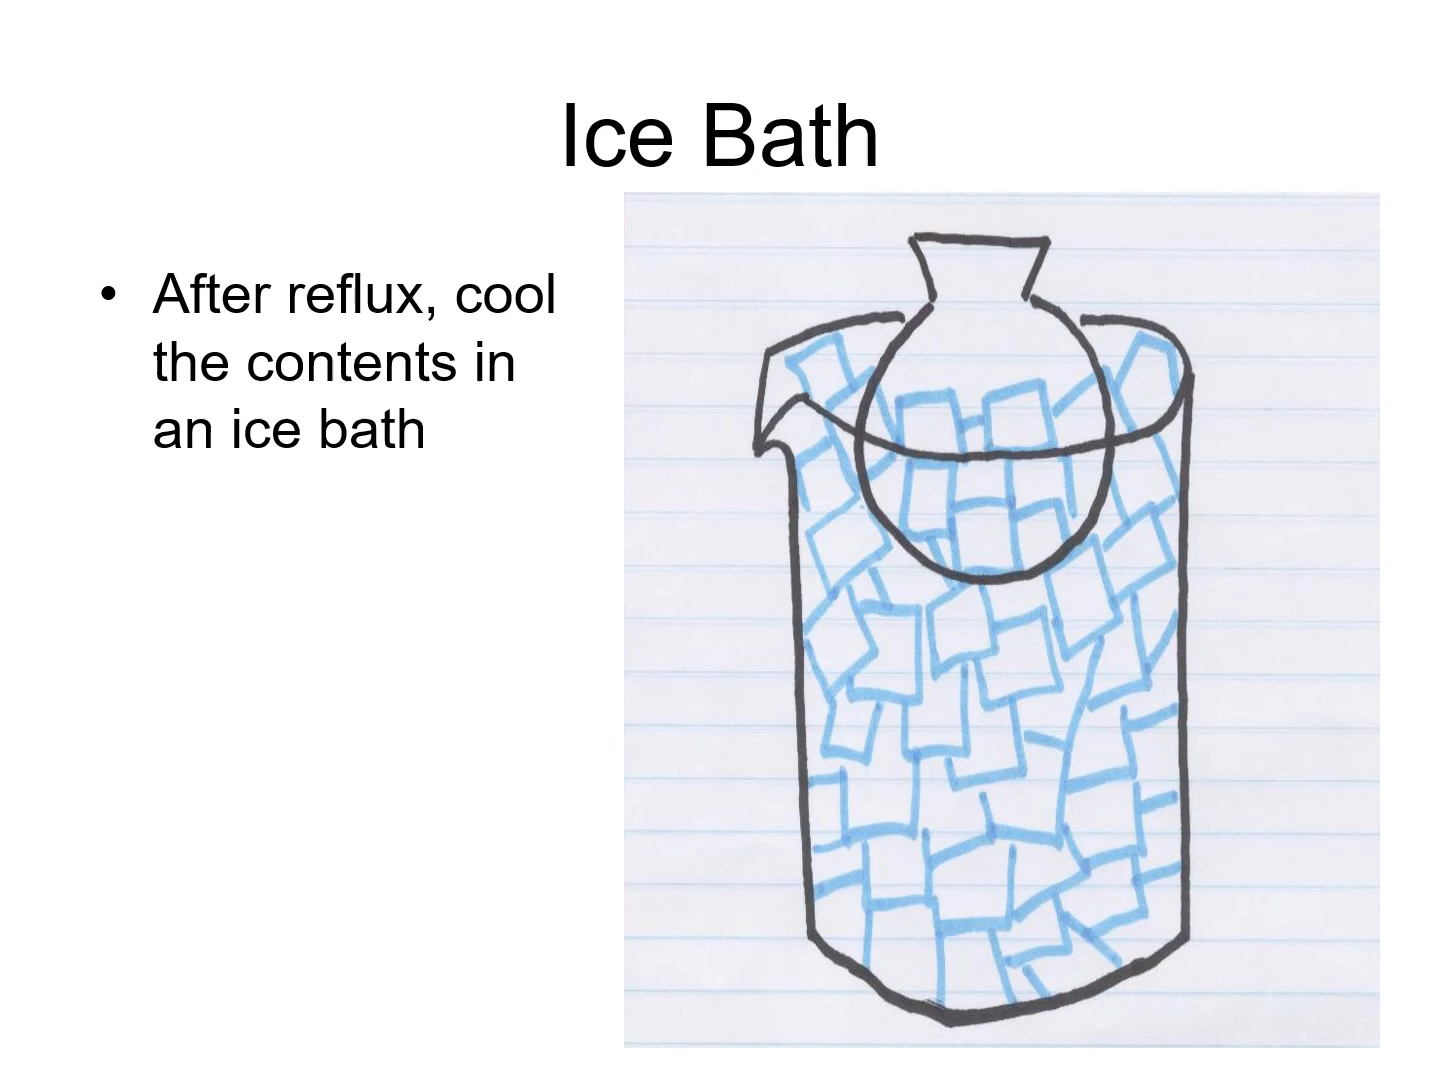 Ice Bath
• After reflux, cool
the contents in
an ice bath